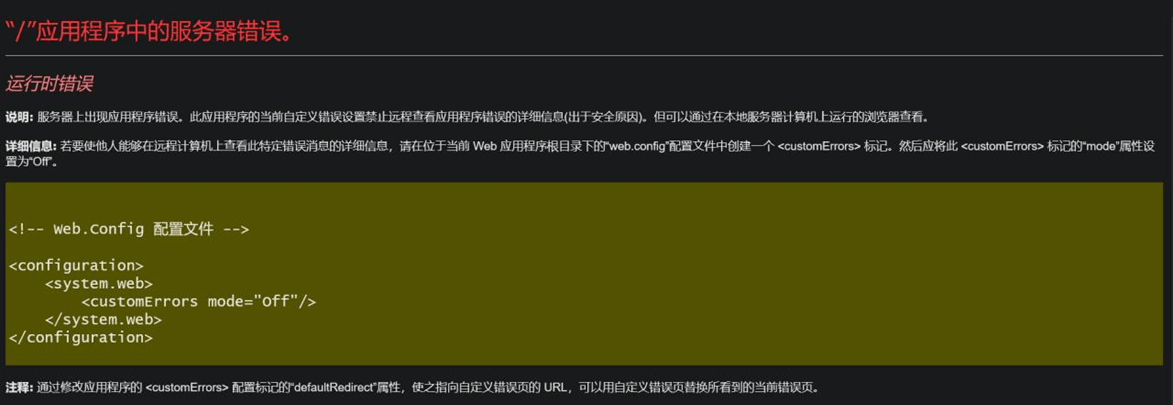 “/”应用程序中的服务器错误。
运行时错误
说明: 服务器上出现应用程序错误。此应用程序的当前自定义错误设置禁止远程查看应用程序错误的详细信息(出于安全原因)。但可以通过在本地服务器计算机上运行的浏览器查看。
详细信息: 若要使他人能够在远程计算机上查看此特定错误消息的详细信息，请在位于当前 Web 应用程序根目录下的“web.config”配置文件中创建一个 <customErrors> 标记。然后应将此 <customErrors> 标记的“mode”属性设
置为“Off”。
<!-- Web.Config 配置文件 -->
<configuration>
    <system.web>
        <customErrors mode="Off"/>
    </system.web>
</configuration>
注释: 通过修改应用程序的 <customErrors> 配置标记的“defaultRedirect”属性，使之指向自定义错误页的 URL，可以用自定义错误页替换所看到的当前错误页。